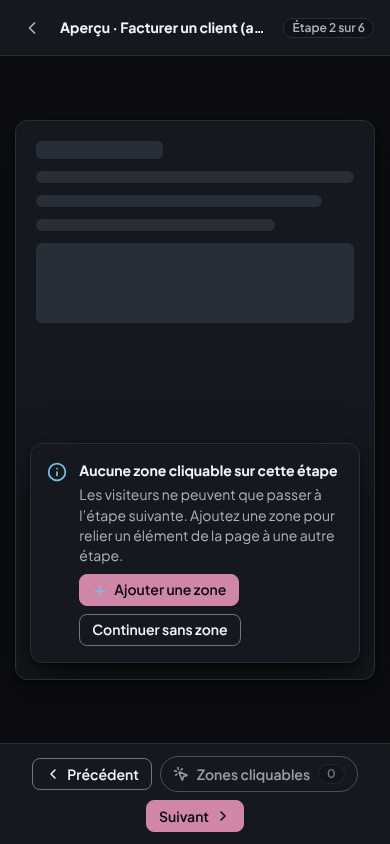 Aperçu · Facturer un client (a…
Étape 2 sur 6
Aucune zone cliquable sur cette étape
Les visiteurs ne peuvent que passer à
l'étape suivante. Ajoutez une zone pour
relier un élément de la page à une autre
étape.
Ajouter une zone
Continuer sans zone
Précédent
Zones cliquables 0
Suivant